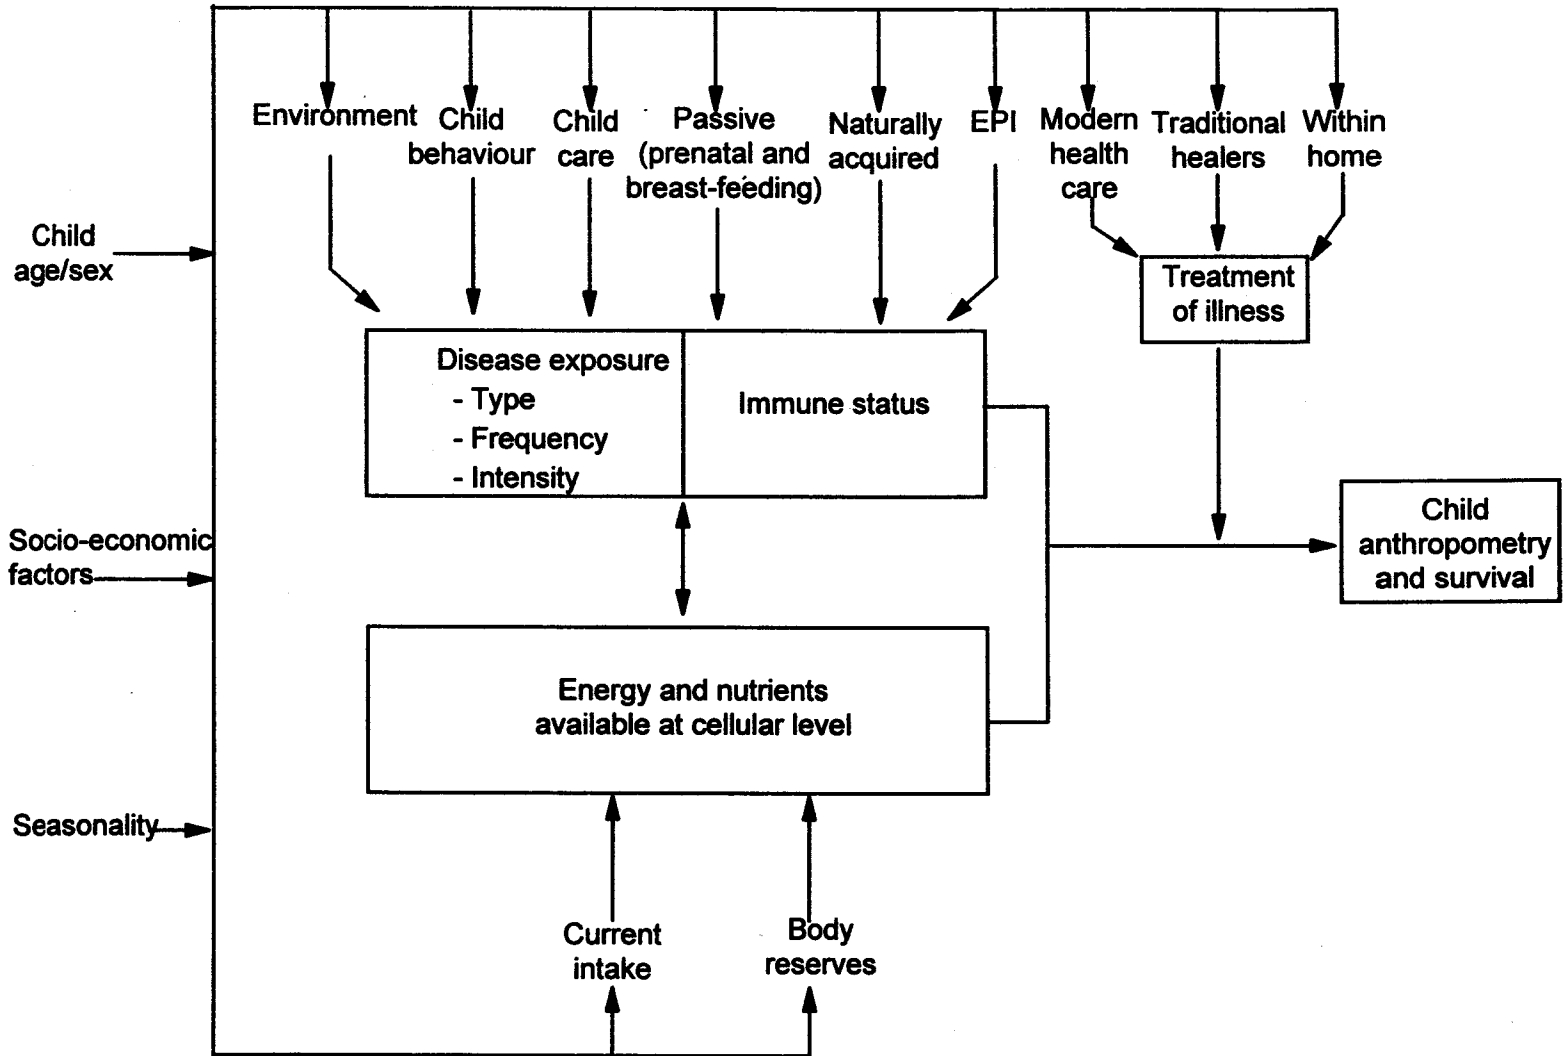 Environment
Child
behaviour
Child
care
Passive
(prenatal and
breast-feeding)
Naturally
acquired
EPI
Modern
health
care
Traditional
healers
Within
home
Child
age/sex
Treatment
of illness
Disease exposure
- Type
- Frequency
- Intensity
Immune status
Socio-economic
factors
Child
anthropometry
and survival
Energy and nutrients
available at cellular level
Seasonality
Current
intake
Body
reserves